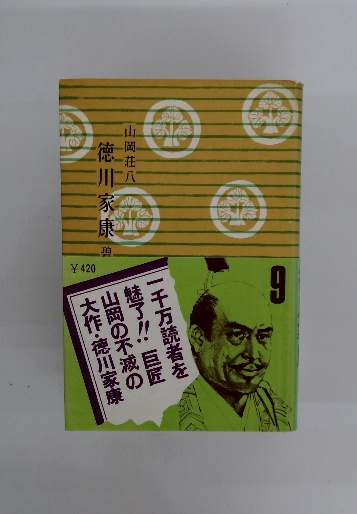 山岡荘八
徳川家康
¥420
9
一千万読者を
魅了!! 巨匠
山岡の不滅の
大作・徳川家康